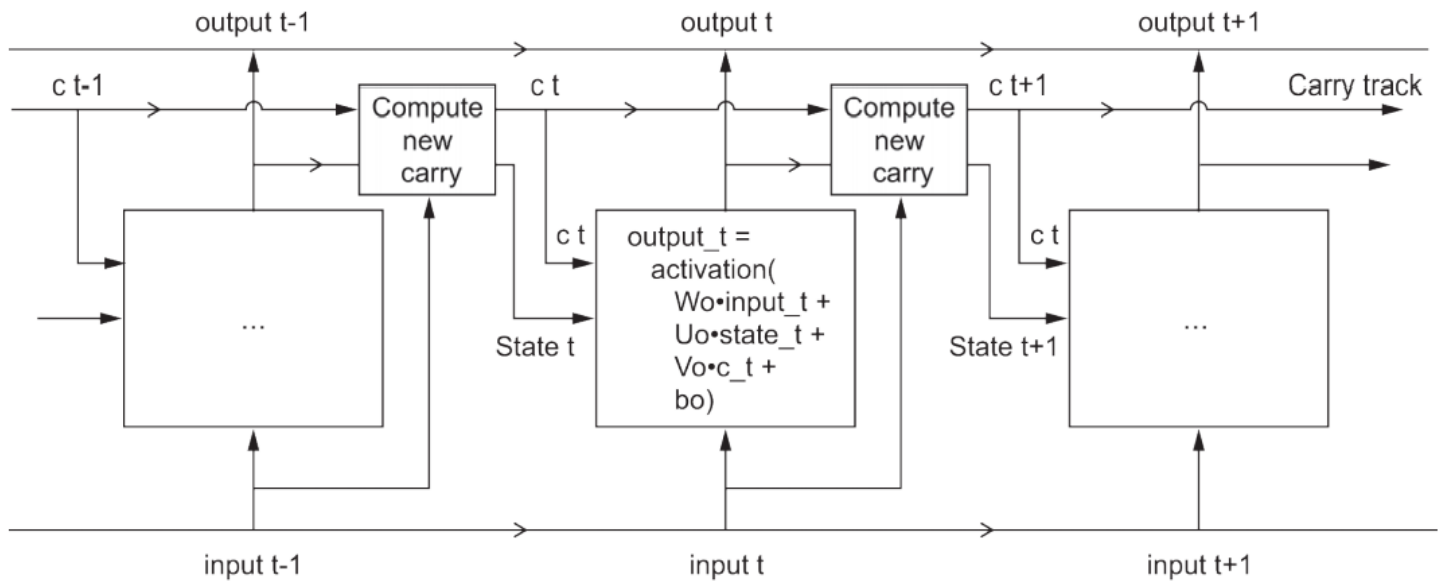 output t-1
output t
output t+1
c t-1
c t
c t+1
Carry track
Compute
new
carry
Compute
new
carry
c t
output_t =
activation(
Wo•input_t +
Uo•state_t +
Vo•c_t +
bo)
c t
...
...
State t
State t+1
input t-1
input t
input t+1